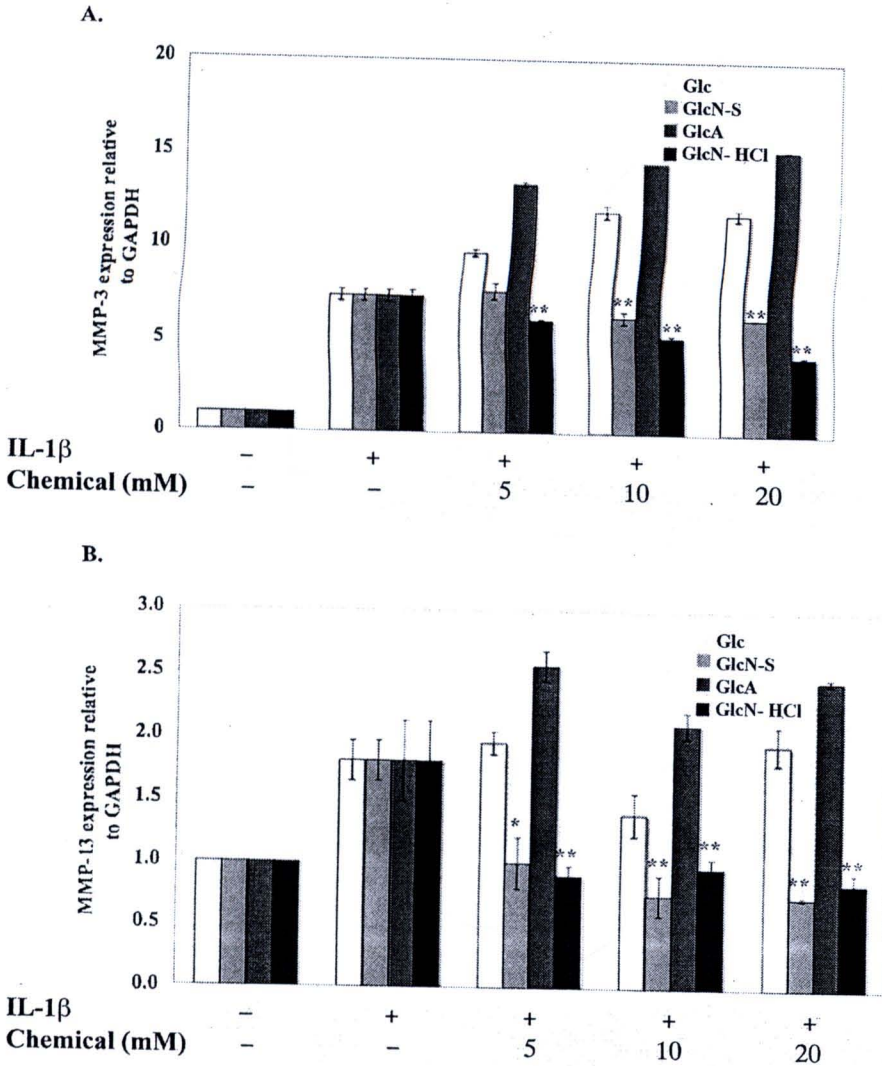 A.
MMP-3 expression relative
to GAPDH
20
15
10
5
0
Glc
GlcN-S
GlcA
GlcN- HCl
**
**
**
**
**
IL-1β – + + + +
Chemical (mM) – – 5 10 20
B.
MMP-13 expression relative
to GAPDH
3.0
2.5
2.0
1.5
1.0
0.5
0.0
Glc
GlcN-S
GlcA
GlcN- HCl
*
**
**
**
**
**
IL-1β – + + + +
Chemical (mM) – – 5 10 20